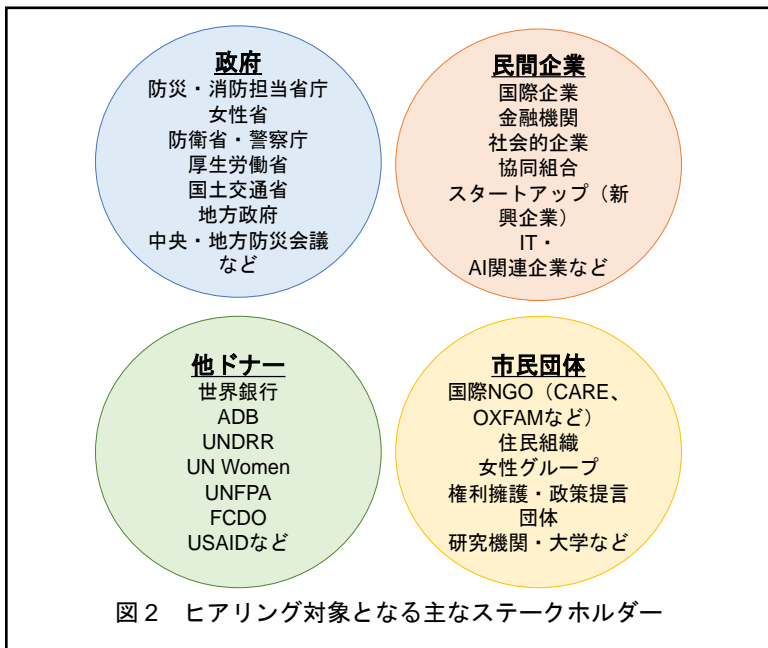 政府
防災・消防担当省庁
女性省
防衛省・警察庁
厚生労働省
国土交通省
地方政府
中央・地方防災会議
など
民間企業
国際企業
金融機関
社会的企業
協同組合
スタートアップ（新
興企業）
IT・
AI関連企業など
他ドナー
世界銀行
ADB
UNDRR
UN Women
UNFPA
FCDO
USAIDなど
市民団体
国際NGO（CARE、
OXFAMなど）
住民組織
女性グループ
権利擁護・政策提言
団体
研究機関・大学など
図２　ヒアリング対象となる主なステークホルダー